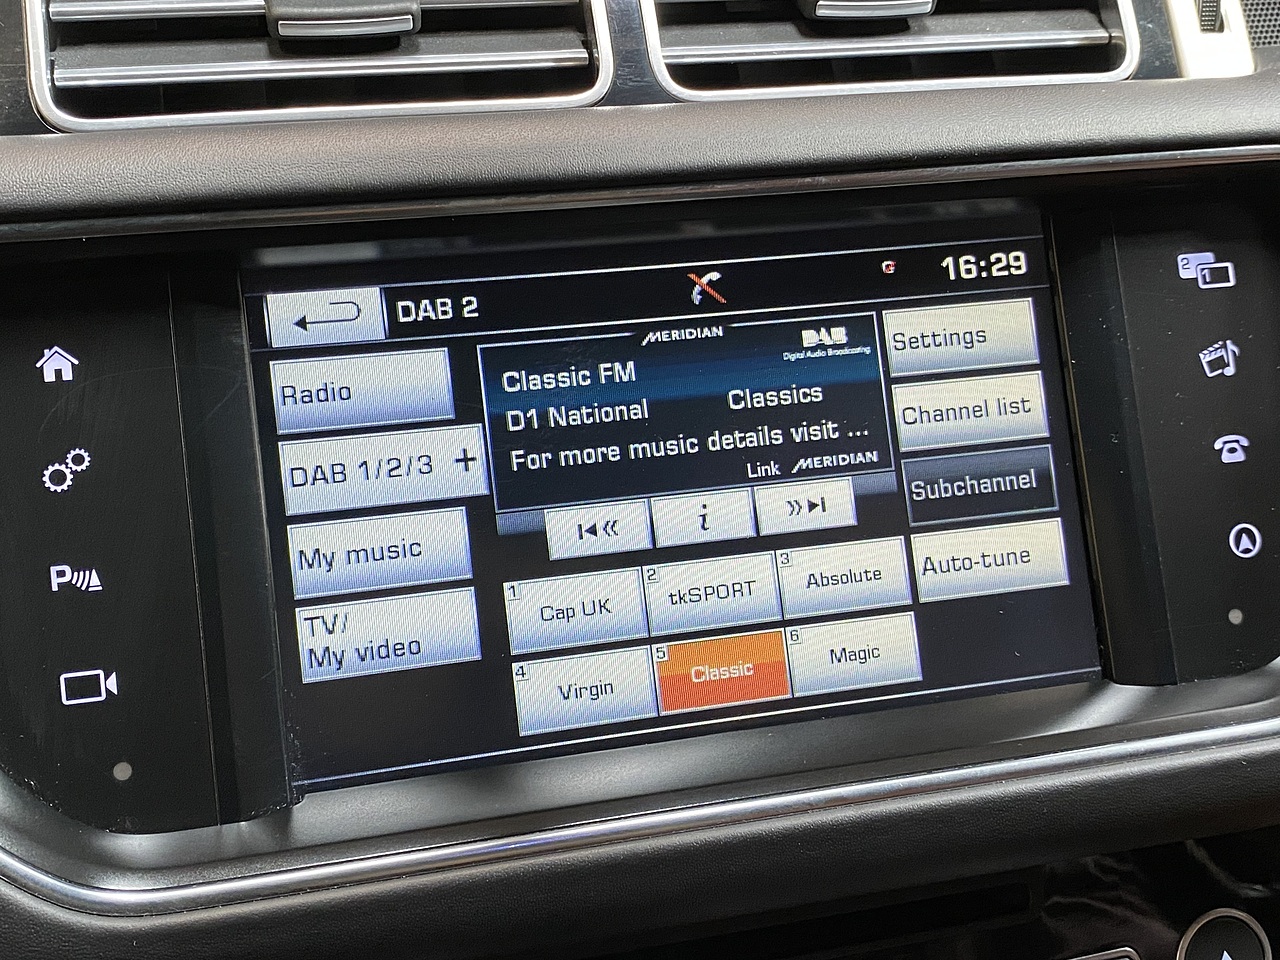 DAB 2
16:29
Radio
DAB 1/2/3 +
My music
TV/
My video
MERIDIAN
DAB
Digital Audio Broadcasting
Classic FM
D1 National Classics
For more music details visit ...
Link MERIDIAN
i
Settings
Channel list
Subchannel
Auto-tune
1 Cap UK
2 tkSPORT
3 Absolute
4 Virgin
5 Classic
6 Magic
P
2
1